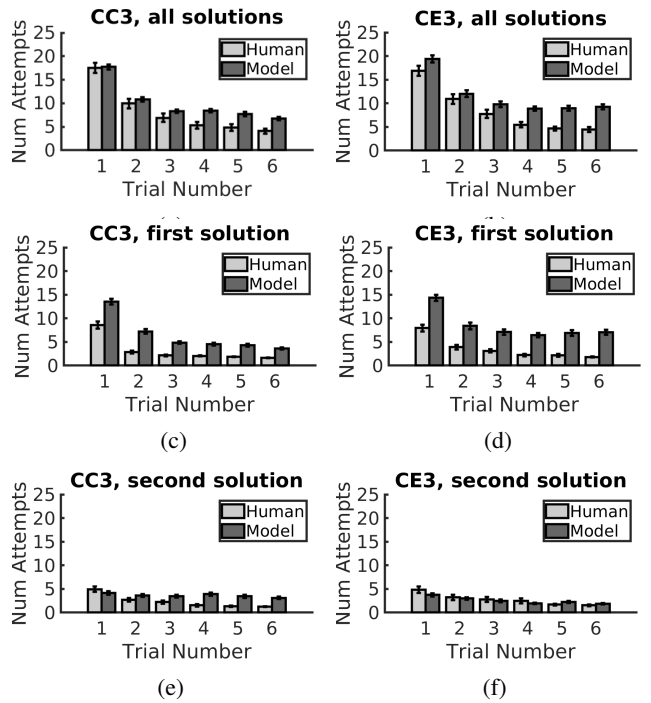 CC3, all solutions
Num Attempts
25
20
15
10
5
0
Human
Model
1 2 3 4 5 6
Trial Number
CE3, all solutions
Num Attempts
25
20
15
10
5
0
Human
Model
1 2 3 4 5 6
Trial Number
CC3, first solution
Num Attempts
25
20
15
10
5
0
Human
Model
1 2 3 4 5 6
Trial Number
(c)
CE3, first solution
Num Attempts
25
20
15
10
5
0
Human
Model
1 2 3 4 5 6
Trial Number
(d)
CC3, second solution
Num Attempts
25
20
15
10
5
0
Human
Model
1 2 3 4 5 6
Trial Number
(e)
CE3, second solution
Num Attempts
25
20
15
10
5
0
Human
Model
1 2 3 4 5 6
Trial Number
(f)